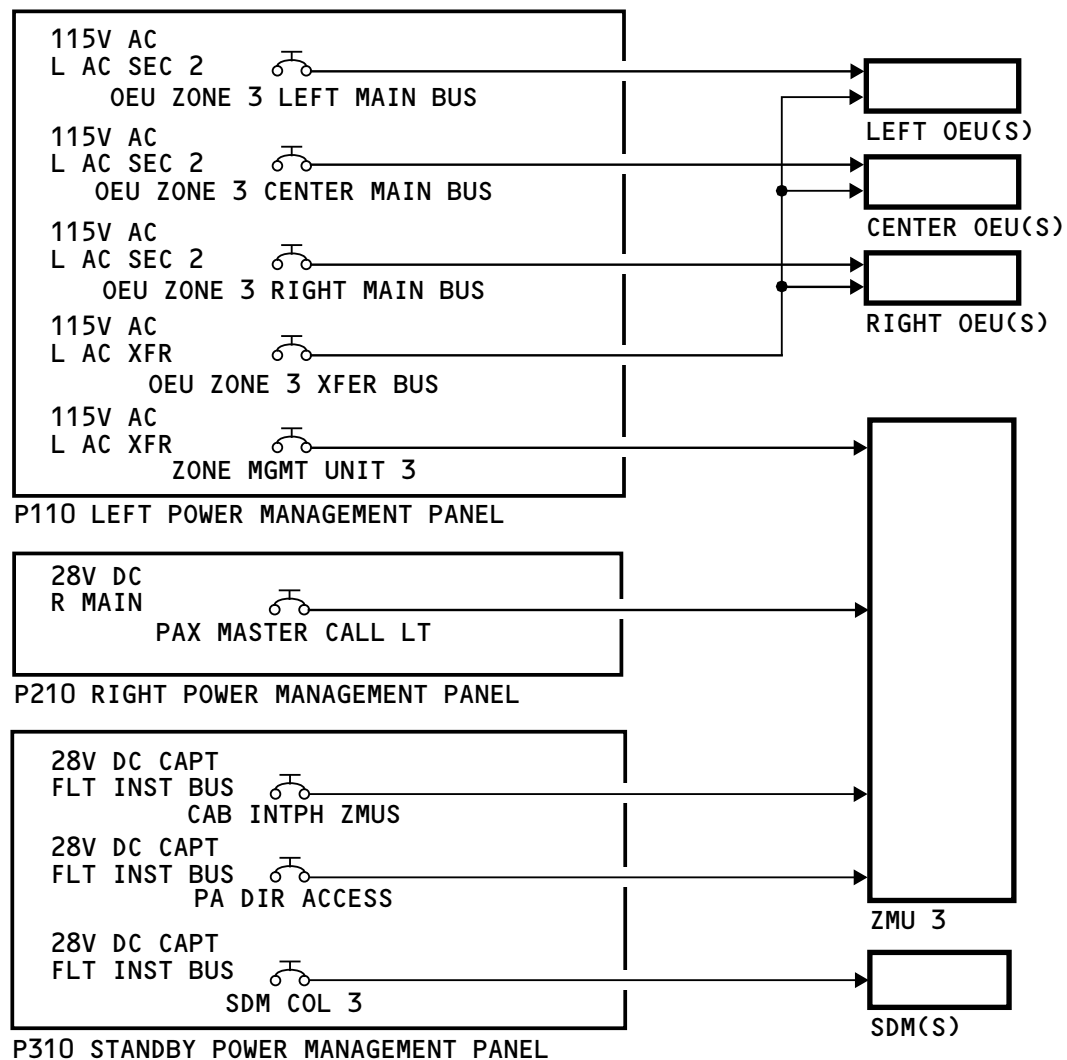 115V AC
L AC SEC 2
OEU ZONE 3 LEFT MAIN BUS
115V AC
L AC SEC 2
OEU ZONE 3 CENTER MAIN BUS
115V AC
L AC SEC 2
OEU ZONE 3 RIGHT MAIN BUS
115V AC
L AC XFR
OEU ZONE 3 XFER BUS
115V AC
L AC XFR
ZONE MGMT UNIT 3
P110 LEFT POWER MANAGEMENT PANEL
LEFT OEU(S)
CENTER OEU(S)
RIGHT OEU(S)
28V DC
R MAIN
PAX MASTER CALL LT
P210 RIGHT POWER MANAGEMENT PANEL
28V DC CAPT
FLT INST BUS
CAB INTPH ZMUS
28V DC CAPT
FLT INST BUS
PA DIR ACCESS
28V DC CAPT
FLT INST BUS
SDM COL 3
P310 STANDBY POWER MANAGEMENT PANEL
ZMU 3
SDM(S)